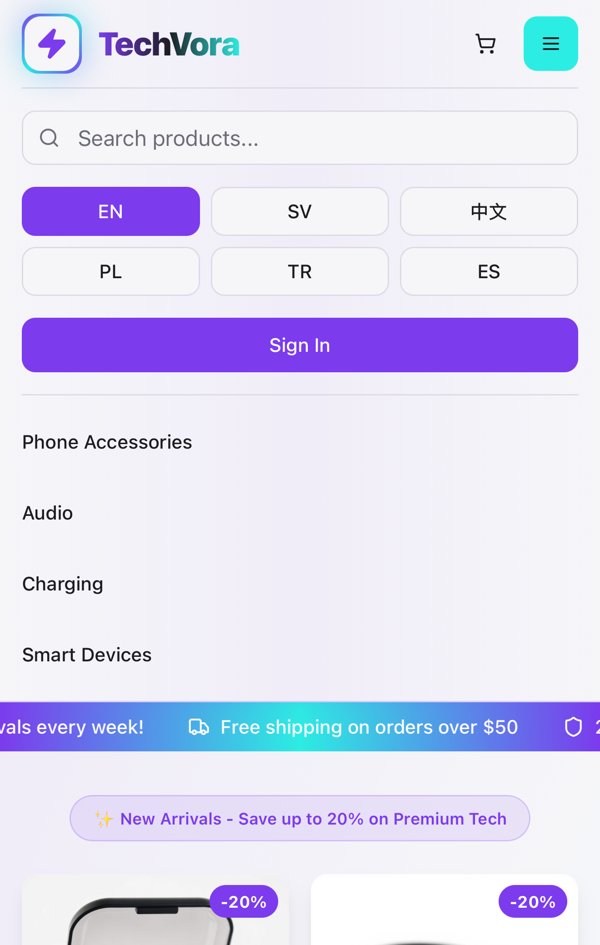 TechVora
Search products...
EN
SV
中文
PL
TR
ES
Sign In
Phone Accessories
Audio
Charging
Smart Devices
vals every week! Free shipping on orders over $50
✨ New Arrivals - Save up to 20% on Premium Tech
-20%
-20%